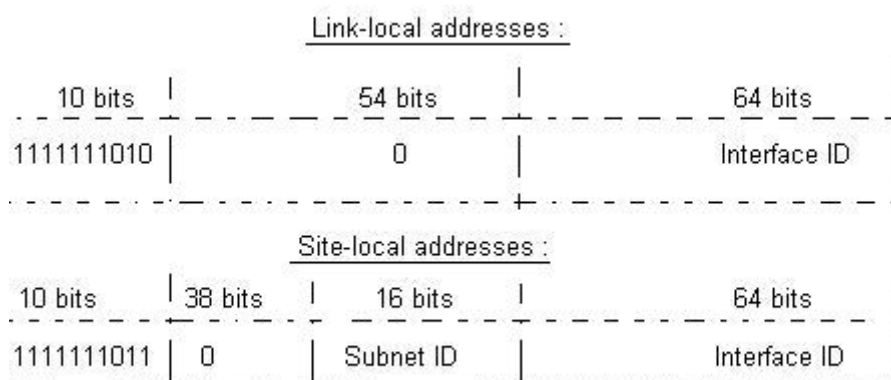 Link-local addresses :
10 bits 54 bits 64 bits
1111111010 0 Interface ID
Site-local addresses :
10 bits 38 bits 16 bits 64 bits
1111111011 0 Subnet ID Interface ID